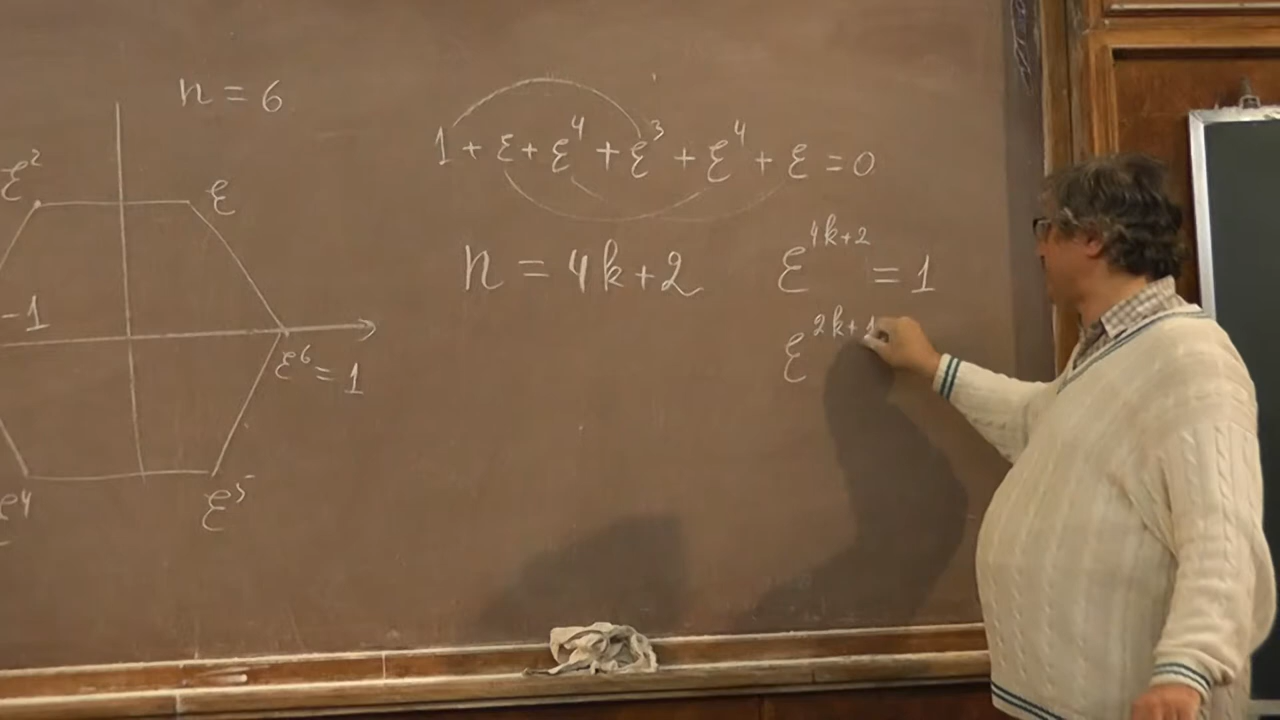 n = 6
ε² ε
-1
ε⁶ = 1
ε⁴ ε⁵
1 + ε + ε⁴ + ε³ + ε⁴ + ε = 0
n = 4k+2 ε^{4k+2} = 1
ε^{2k+1}